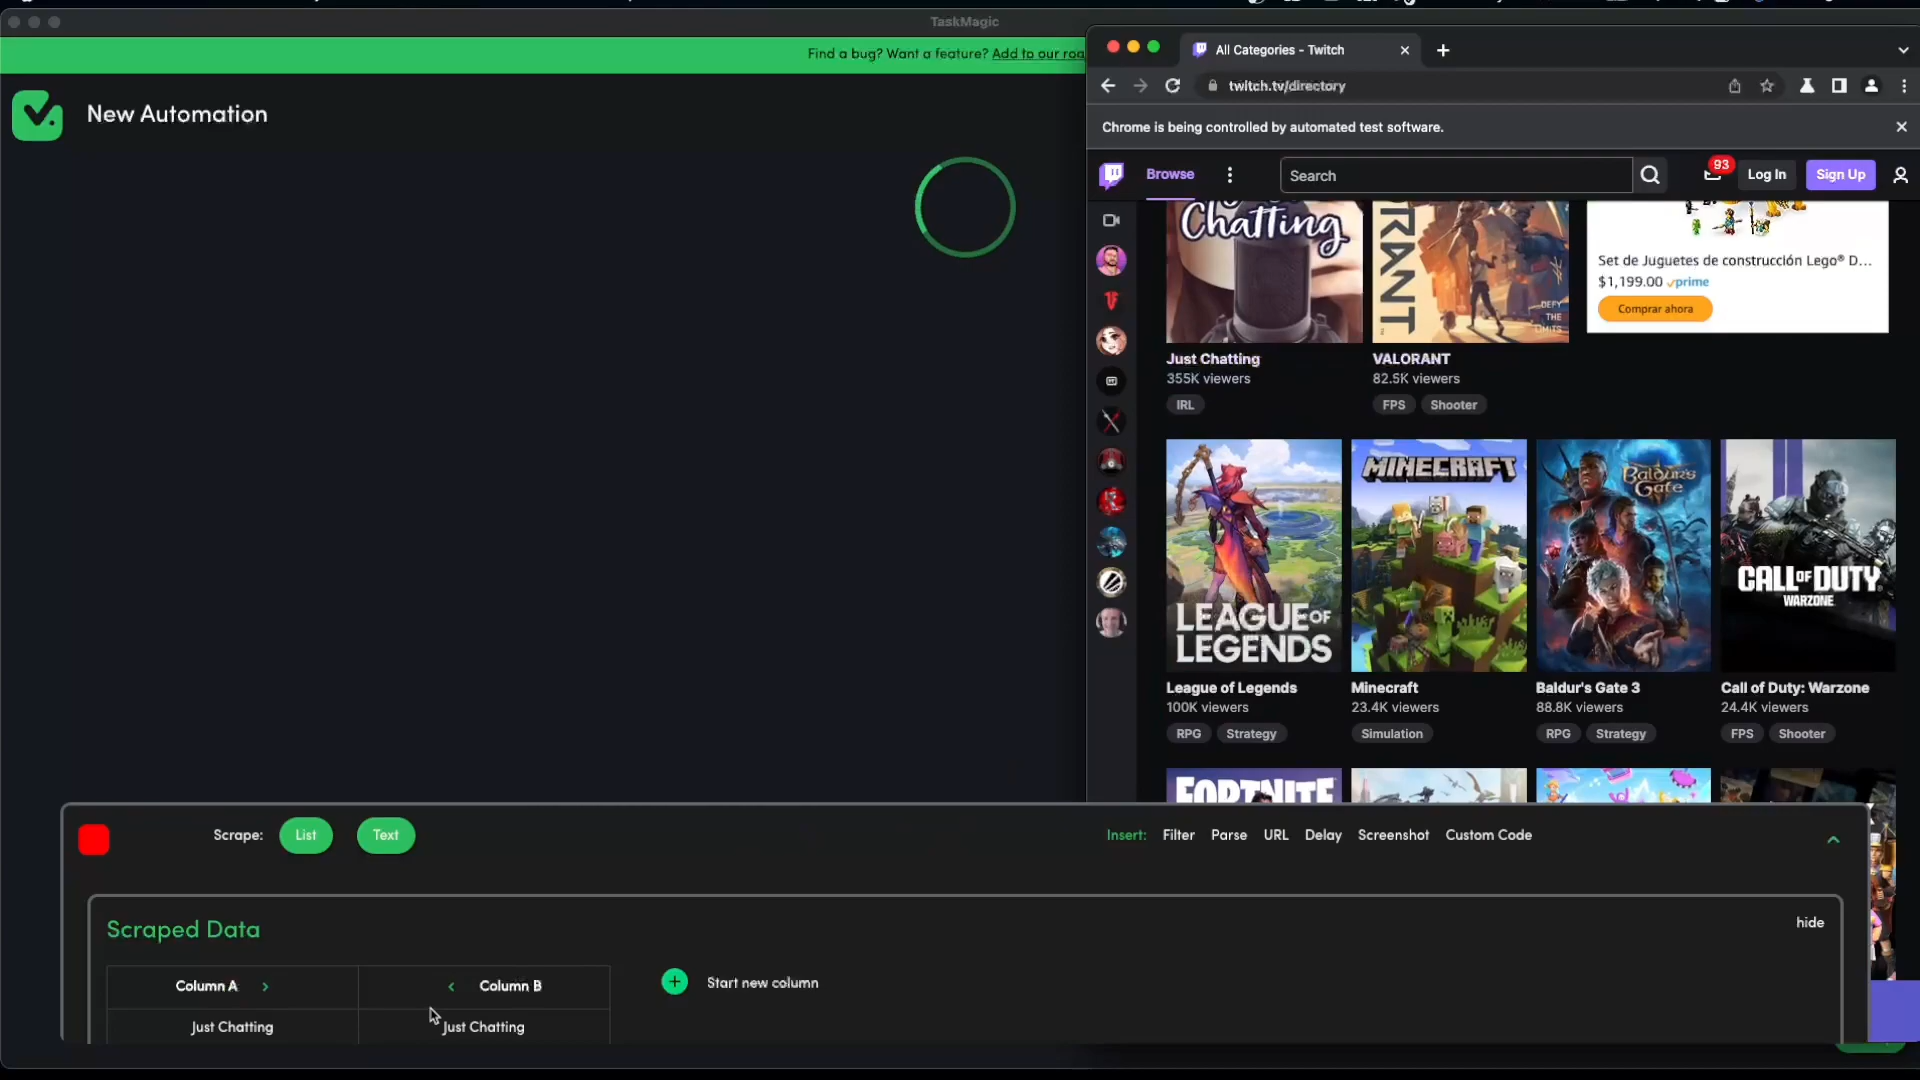 TaskMagic
Find a bug? Want a feature? Add to our roa
New Automation
All Categories - Twitch
twitch.tv/directory
Chrome is being controlled by automated test software.
Browse
Search
93
Log In
Sign Up
Chatting
RANT
DEFY
THE
LIMITS
Set de Juguetes de construcción Lego® D...
$1,199.00 prime
Comprar ahora
Just Chatting
355K viewers
IRL
VALORANT
82.5K viewers
FPS
Shooter
LEAGUE OF
LEGENDS
MINECRAFT
BALDUR'S
GATE
CALL OF DUTY
WARZONE
League of Legends
100K viewers
RPG
Strategy
Minecraft
23.4K viewers
Simulation
Baldur's Gate 3
88.8K viewers
RPG
Strategy
Call of Duty: Warzone
24.4K viewers
FPS
Shooter
FORTNITE
Scrape:
List
Text
Insert:
Filter
Parse
URL
Delay
Screenshot
Custom Code
Scraped Data
hide
Column A
Column B
Start new column
Just Chatting
Just Chatting